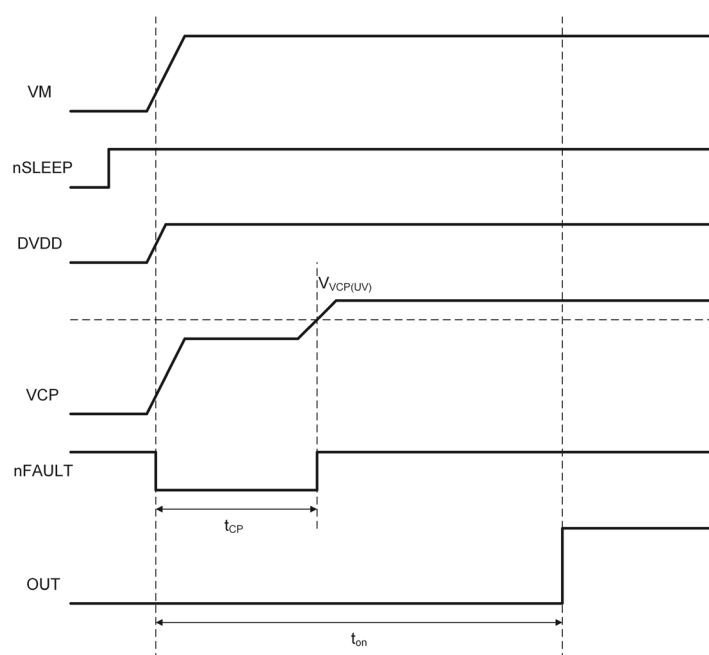 VM
nSLEEP
DVDD
VVCP(UV)
VCP
nFAULT
tCP
OUT
ton